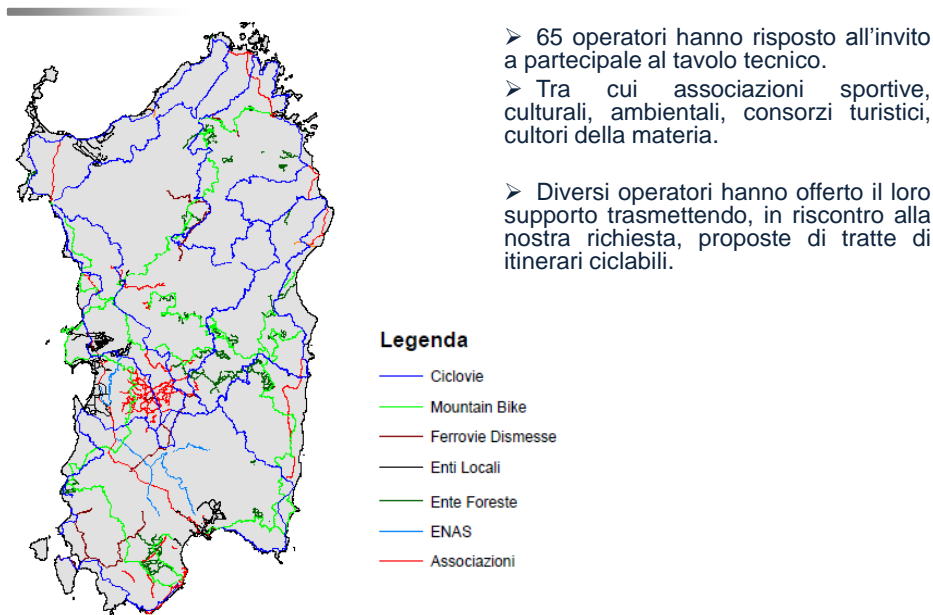 ➢ 65 operatori hanno risposto all’invito
a partecipale al tavolo tecnico.
➢ Tra cui associazioni sportive,
culturali, ambientali, consorzi turistici,
cultori della materia.
➢ Diversi operatori hanno offerto il loro
supporto trasmettendo, in riscontro alla
nostra richiesta, proposte di tratte di
itinerari ciclabili.
Legenda
Ciclovie
Mountain Bike
Ferrovie Dismesse
Enti Locali
Ente Foreste
ENAS
Associazioni